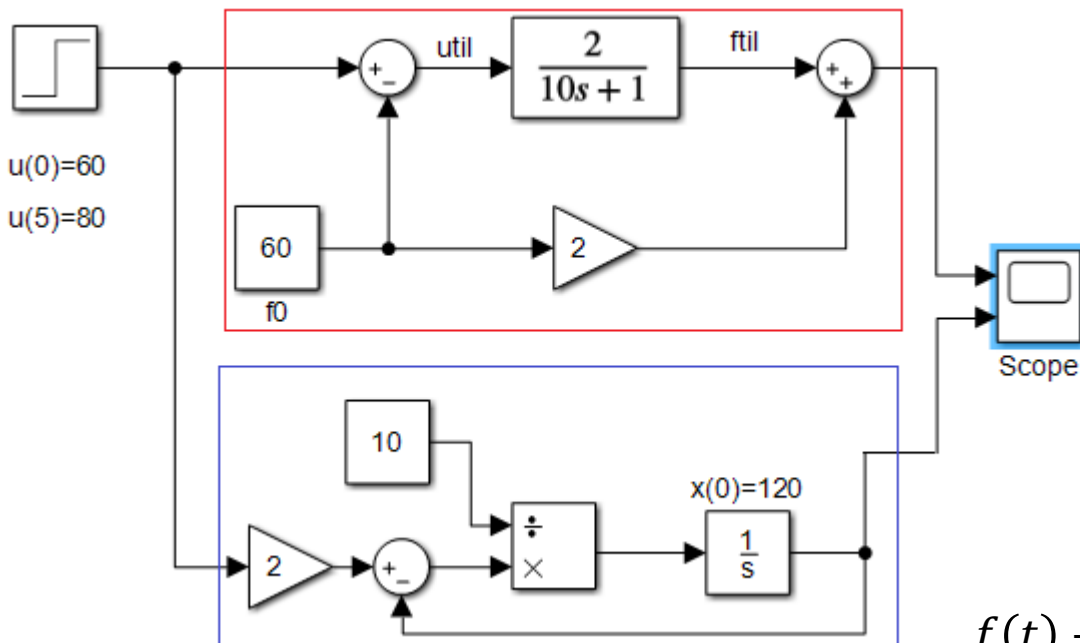 util
ftil
+
−
2
10s + 1
+
+
u(0)=60
u(5)=80
60
2
f0
Scope
10
x(0)=120
÷
×
1
s
2
+
−
f(t)